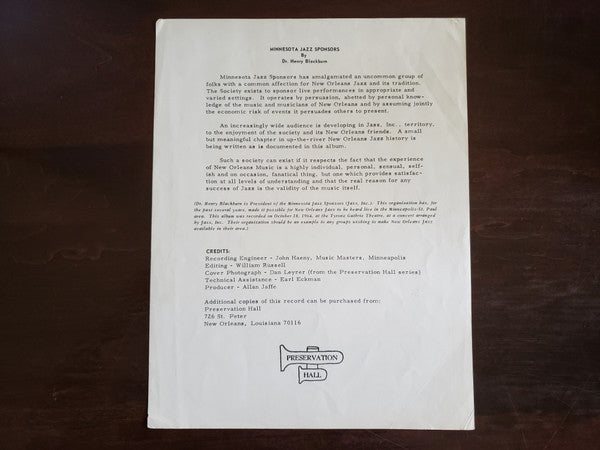 MINNESOTA JAZZ SPONSORS
By
Dr. Henry Blackburn
Minnesota Jazz Sponsors has amalgamated an uncommon group of
folks with a common affection for New Orleans Jazz and its tradition.
The Society exists to sponsor live performances in appropriate and
varied settings. It operates by persuasion, abetted by personal know-
ledge of the music and musicians of New Orleans and by assuming jointly
the economic risk of events it persuades others to present.
An increasingly wide audience is developing in Jazz, Inc., territory,
to the enjoyment of the society and its New Orleans friends. A small
but meaningful chapter in up-the-river New Orleans Jazz history is
being written as is documented in this album.
Such a society can exist if it respects the fact that the experience
of New Orleans Music is a highly individual, personal, sensual, self-
ish and on occasion, fanatical thing, but one which provides satisfac-
tion at all levels of understanding and that the real reason for any
success of Jazz is the validity of the music itself.
(Dr. Henry Blackburn is President of the Minnesota Jazz Sponsors (Jazz, Inc.). This organization has, for
the past several years, made it possible for New Orleans Jazz to be heard live in the Minneapolis-St. Paul
area. This album was recorded on October 18, 1964, at the Tyrone Guthrie Theatre, at a concert arranged
by Jazz, Inc. Their organization should be an example to any groups wishing to make New Orleans Jazz
available in their area.)
CREDITS:
Recording Engineer - John Haeny, Music Masters, Minneapolis
Editing - William Russell
Cover Photograph - Dan Leyrer (from the Preservation Hall series)
Technical Assistance - Earl Eckman
Producer - Allan Jaffe
Additional copies of this record can be purchased from:
Preservation Hall
726 St. Peter
New Orleans, Louisiana 70116
PRESERVATION
HALL